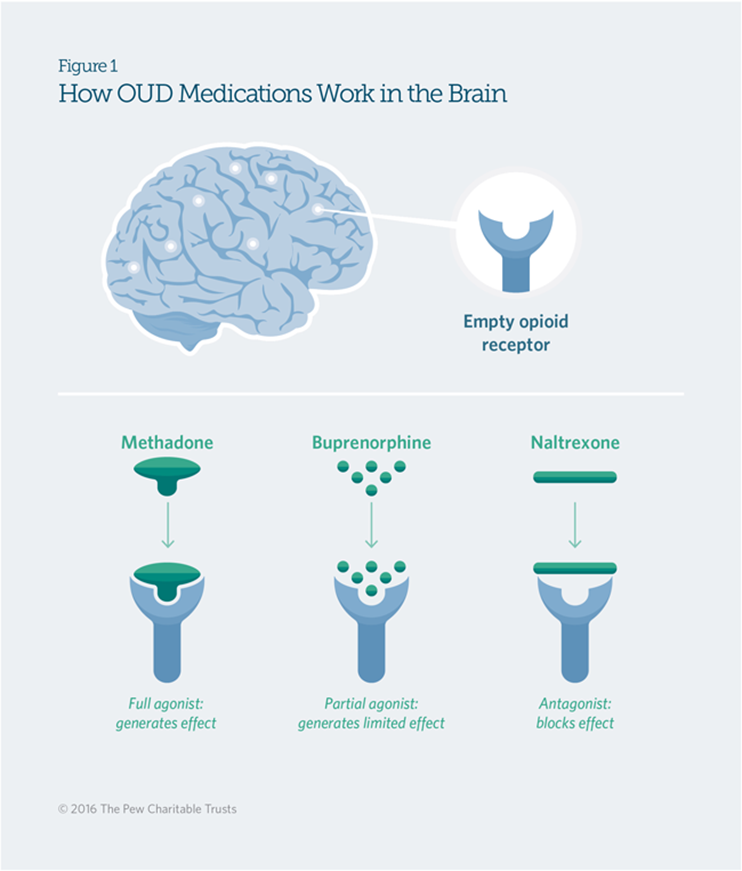 Figure 1
How OUD Medications Work in the Brain
Empty opioid
receptor
Methadone
Buprenorphine
Naltrexone
Full agonist:
generates effect
Partial agonist:
generates limited effect
Antagonist:
blocks effect
© 2016 The Pew Charitable Trusts